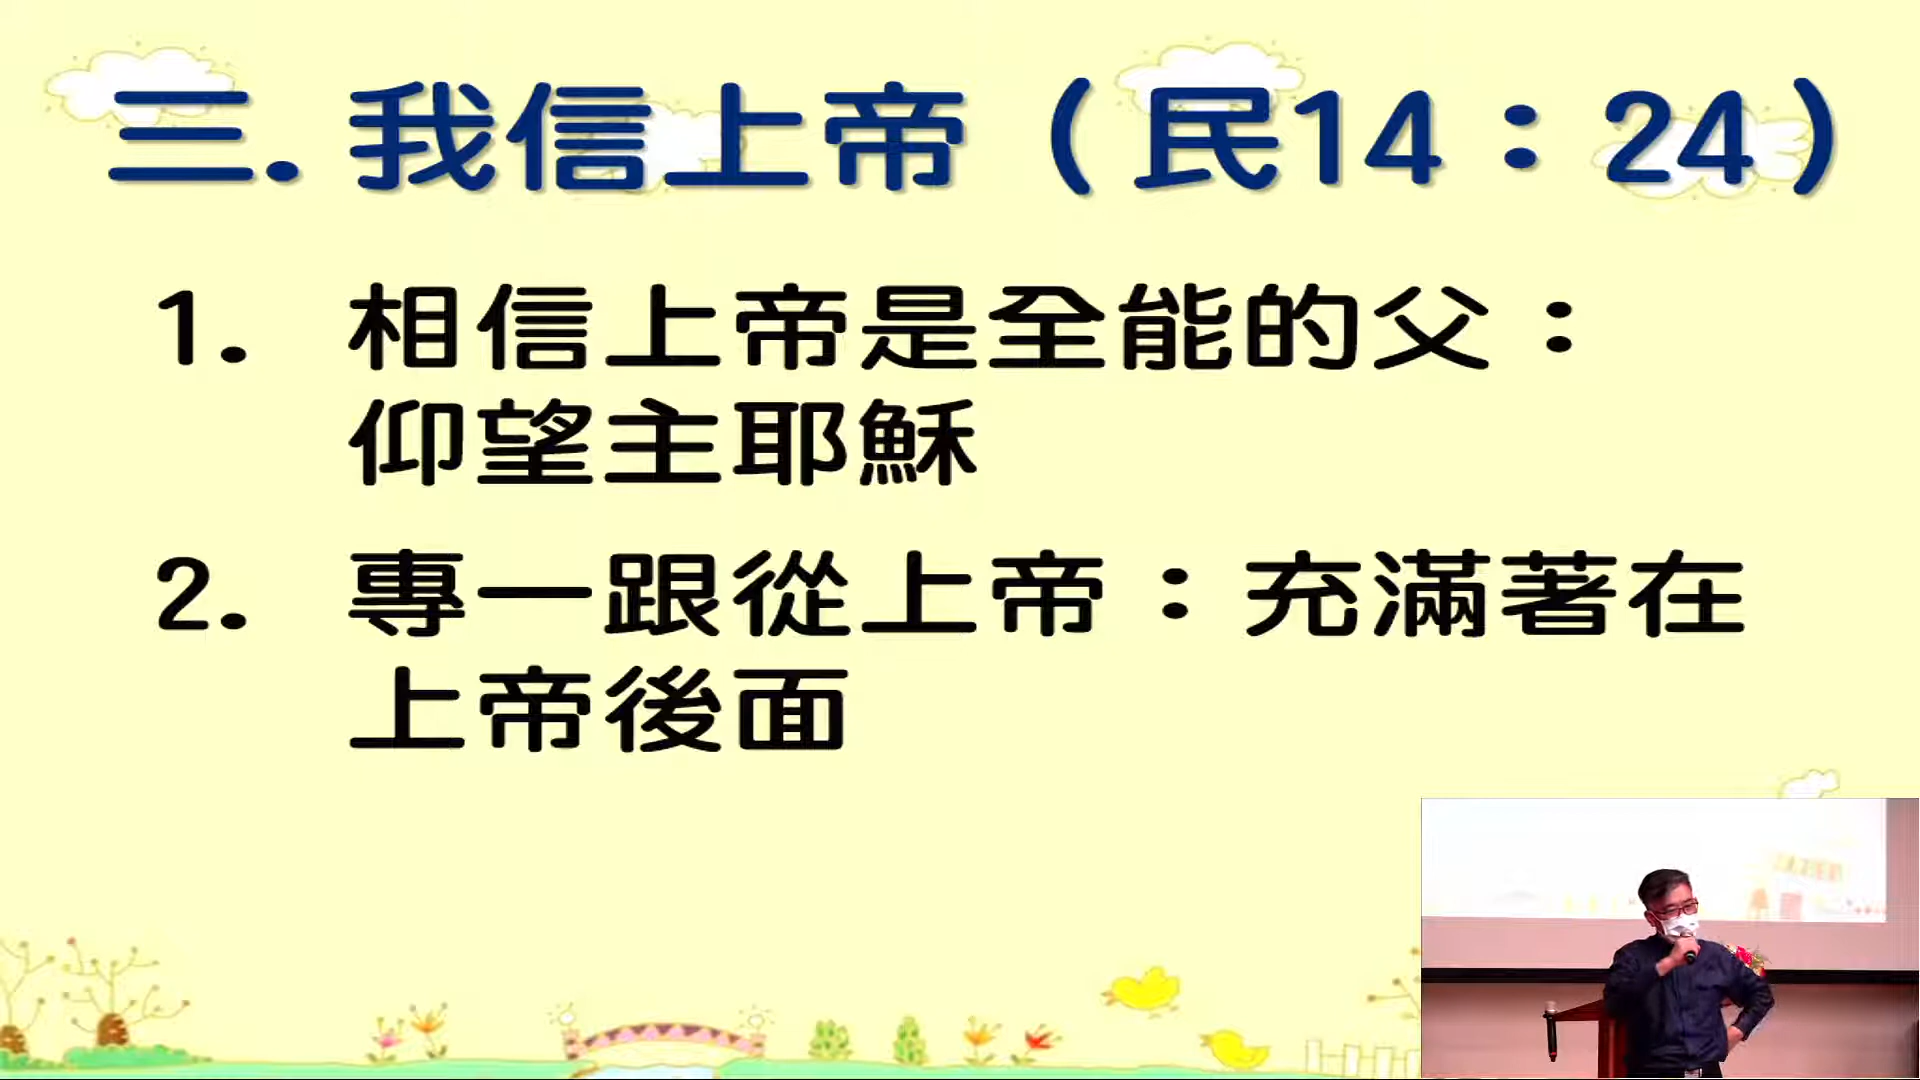 三. 我信上帝（民14：24）
1. 相信上帝是全能的父：
仰望主耶穌
2. 專一跟從上帝：充滿著在
上帝後面